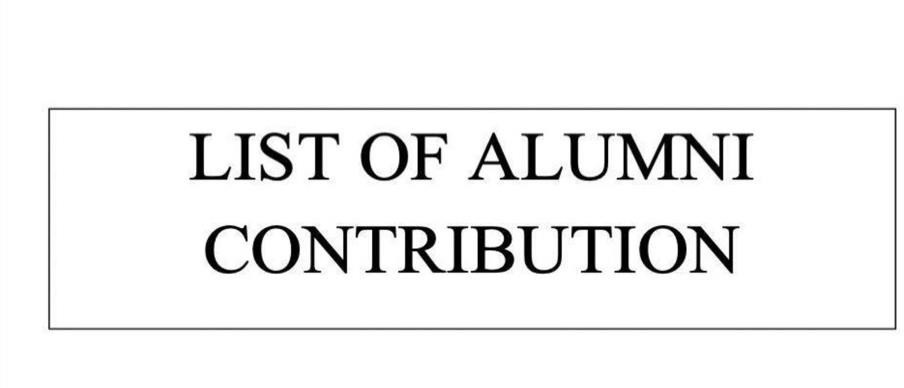 LIST OF ALUMNI
CONTRIBUTION